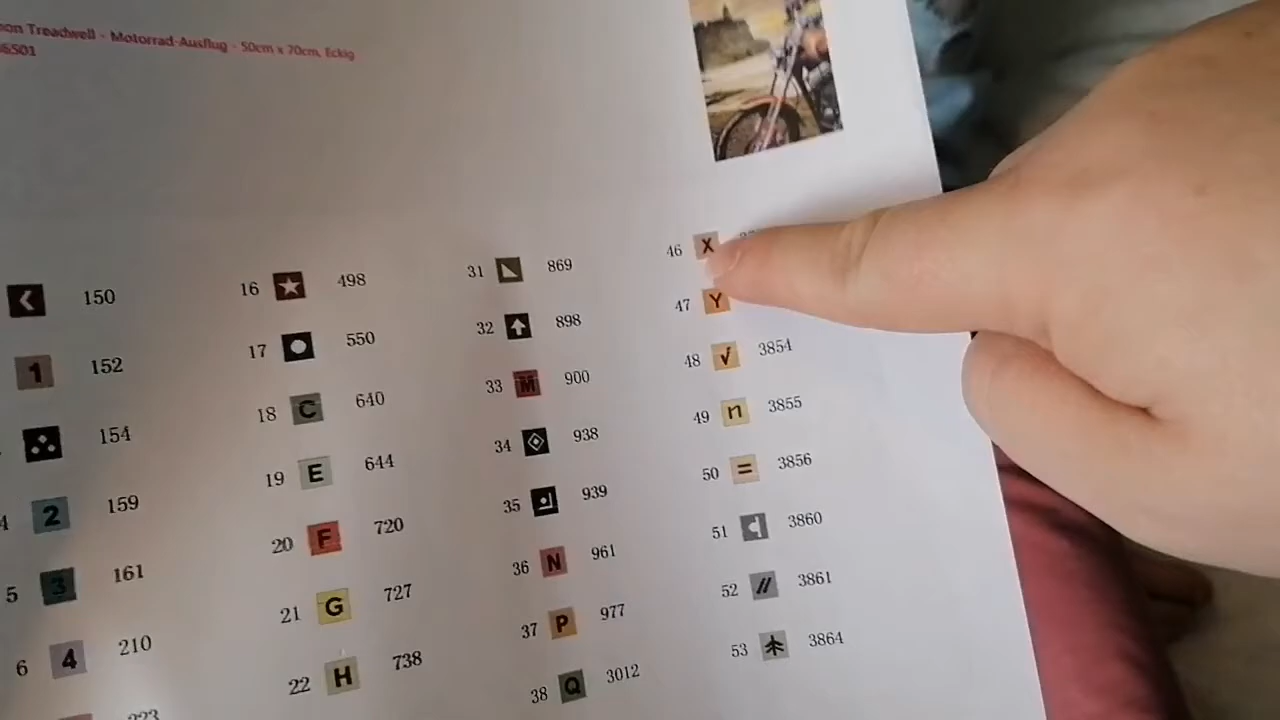 on Treadwell - Motorrad-Ausflug - 50cm x 70cm, Eckig
6501
150
1 152
154
2 159
5 3 161
6 4 210
16 498
17 550
18 C 640
19 E 644
20 F 720
21 G 727
22 H 738
31 869
32 898
33 M 900
34 938
35 939
36 N 961
37 P 977
38 Q 3012
46 X
47 Y
48 √ 3854
49 n 3855
50 = 3856
51 3860
52 // 3861
53 3864